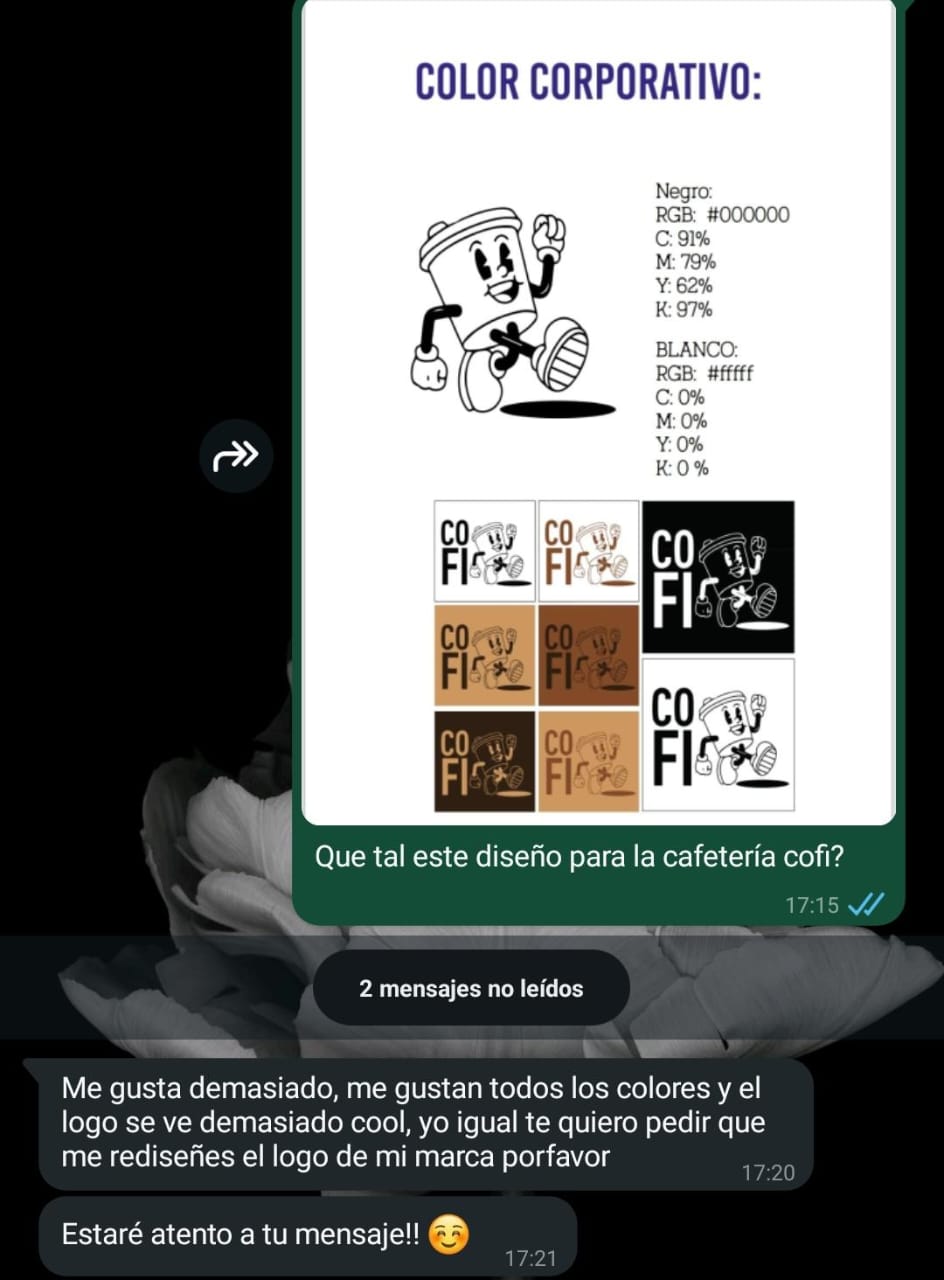 COLOR CORPORATIVO:
Negro:
RGB: #000000
C: 91%
M: 79%
Y: 62%
K: 97%
BLANCO:
RGB: #fffff
C: 0%
M: 0%
Y: 0%
K: 0 %
CO
FI
CO
FI
CO
FI
CO
FI
CO
FI
CO
FI
CO
FI
CO
FI
Que tal este diseño para la cafetería cofi?
17:15
2 mensajes no leídos
Me gusta demasiado, me gustan todos los colores y el
logo se ve demasiado cool, yo igual te quiero pedir que
me rediseñes el logo de mi marca porfavor
17:20
Estaré atento a tu mensaje!! 😊
17:21